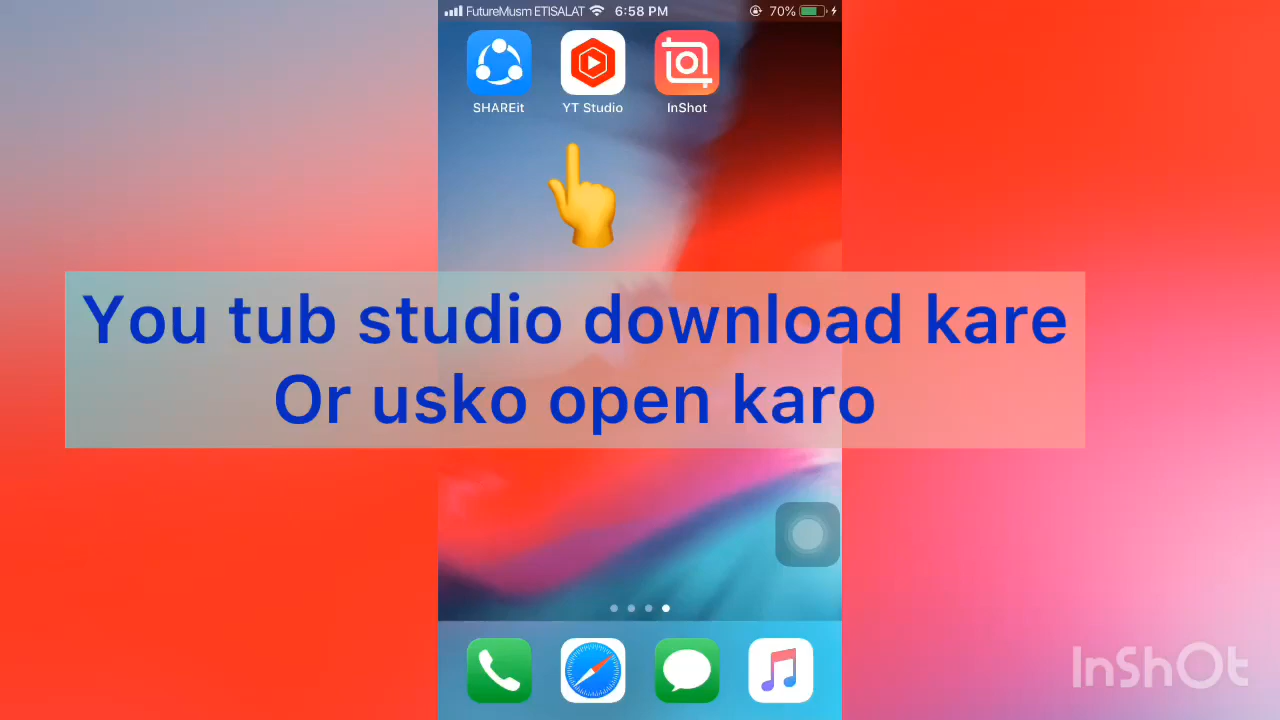 FutureMusm ETISALAT 6:58 PM 70%
SHAREit YT Studio InShot
You tub studio download kare
Or usko open karo
InShOt